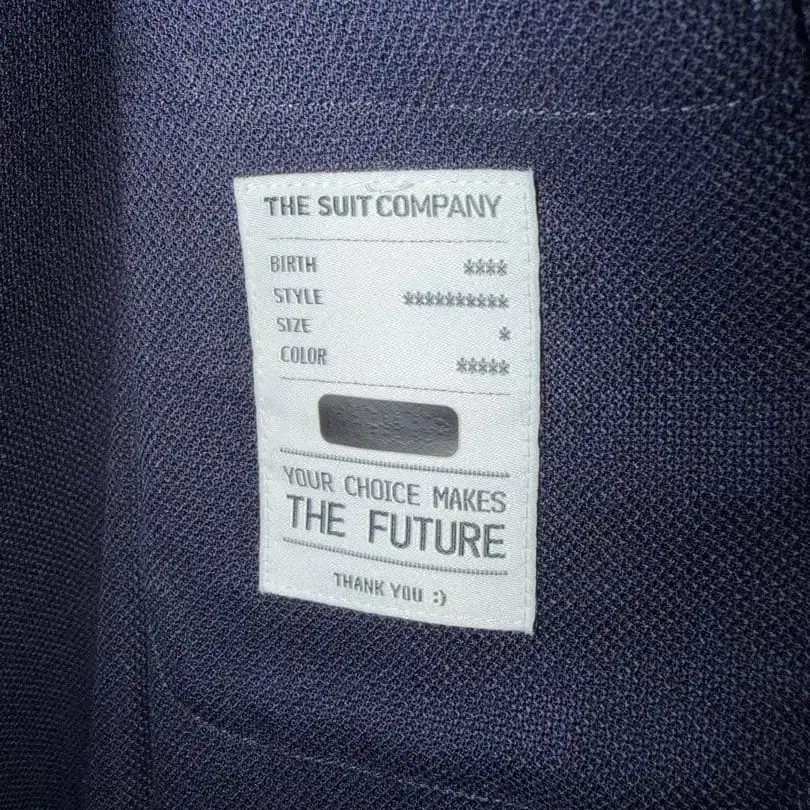 THE SUIT COMPANY
BIRTH ****
STYLE **********
SIZE *
COLOR *****
YOUR CHOICE MAKES
THE FUTURE
THANK YOU :)